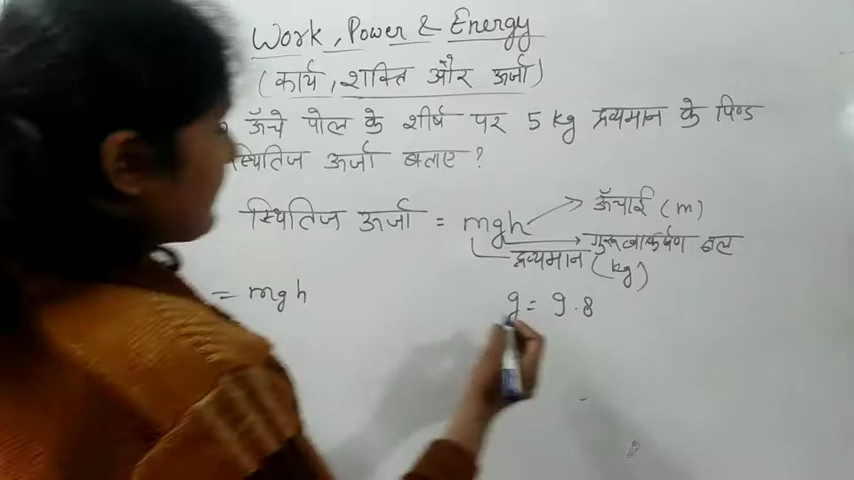 Work, Power & Energy
(कार्य, शक्ति और ऊर्जा)
ऊँचे पोल के शीर्ष पर 5 kg द्रव्यमान के पिण्ड
स्थितिज ऊर्जा बताए?
स्थितिज ऊर्जा = mgh → ऊँचाई (m)
→ गुरुत्वाकर्षण बल
द्रव्यमान (kg)
= mgh
g = 9.8